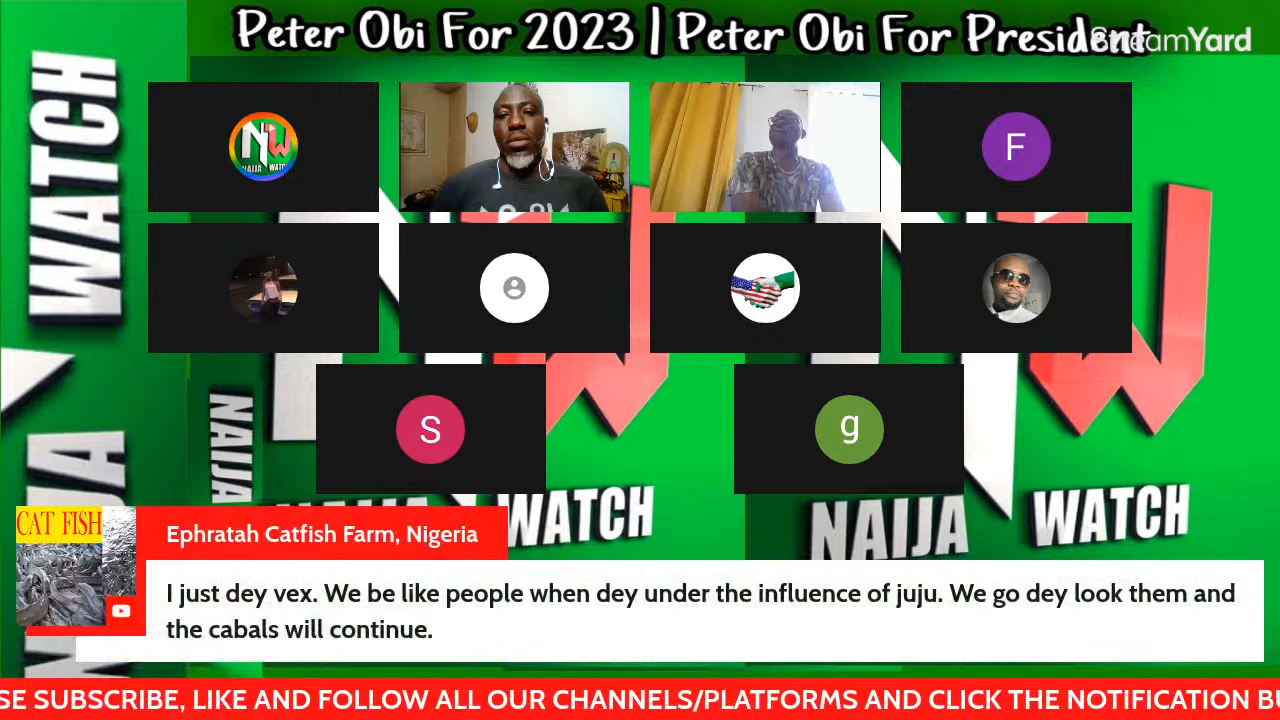 Peter Obi For 2023 | Peter Obi For President
StreamYard
WATCH
NW
NAIJA WATCH
F
S
g
NAIJA
WATCH
NAIJA
WATCH
CAT FISH
Ephratah Catfish Farm, Nigeria
I just dey vex. We be like people when dey under the influence of juju. We go dey look them and
the cabals will continue.
SE SUBSCRIBE, LIKE AND FOLLOW ALL OUR CHANNELS/PLATFORMS AND CLICK THE NOTIFICATION BU